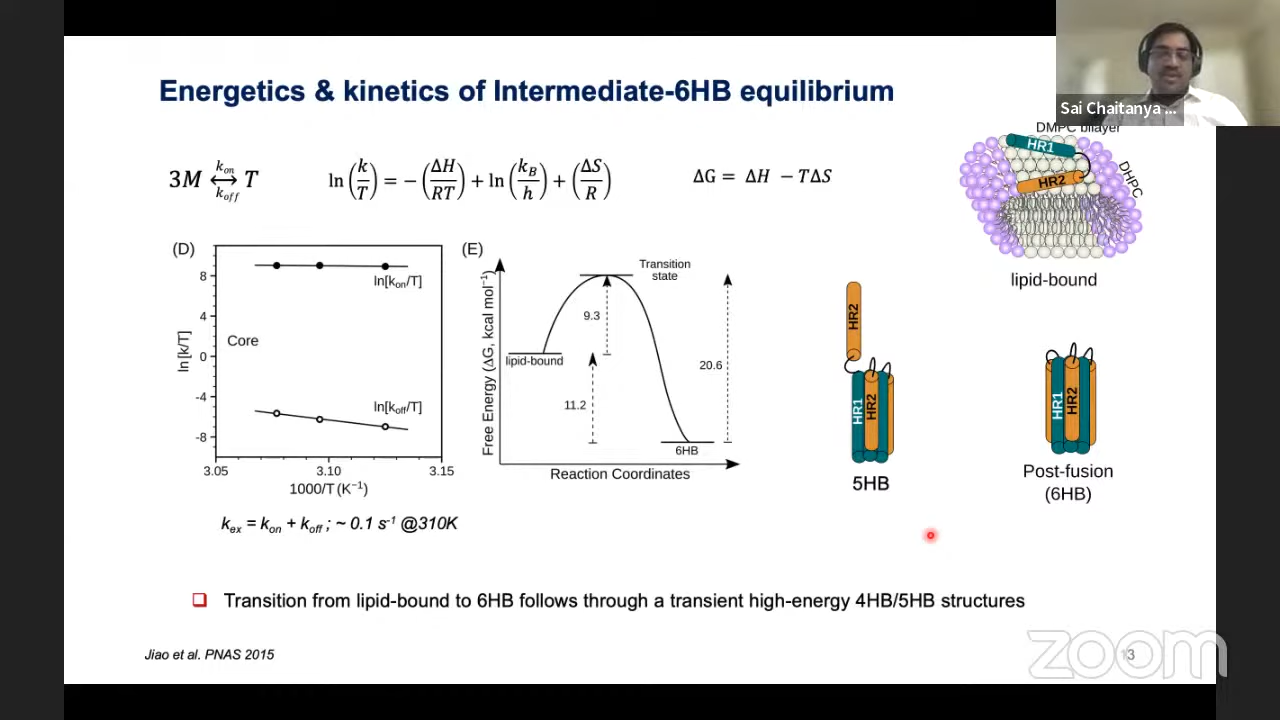 Energetics & kinetics of Intermediate-6HB equilibrium
Sai Chaitanya ...
3M k_on ↔ k_off T
ln(k/T) = −(ΔH/RT) + ln(k_B/h) + (ΔS/R)
ΔG = ΔH − TΔS
DMPC bilayer
HR1
HR2
DHPC
lipid-bound
(D)
ln[k/T]
8
4
0
-4
-8
ln[kon/T]
Core
ln[koff/T]
3.05
3.10
3.15
1000/T (K⁻¹)
(E)
Free Energy (ΔG, kcal mol⁻¹)
Transition
state
9.3
lipid-bound
20.6
11.2
6HB
Reaction Coordinates
HR2
HR1
HR2
5HB
HR1
HR2
Post-fusion
(6HB)
kex = kon + koff ; ~ 0.1 s-1 @310K
Transition from lipid-bound to 6HB follows through a transient high-energy 4HB/5HB structures
Jiao et al. PNAS 2015
13
zoom